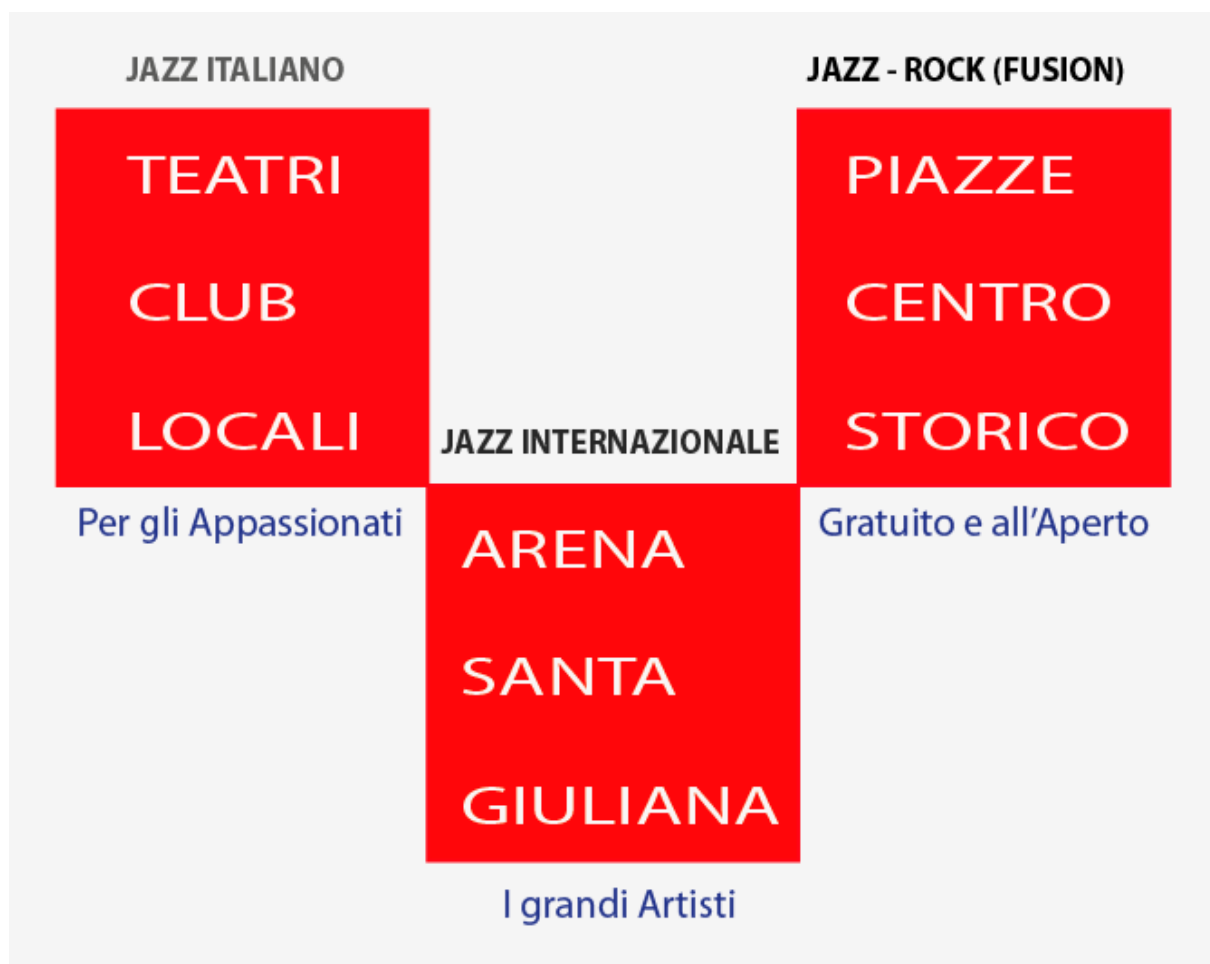 JAZZ ITALIANO
TEATRI
CLUB
LOCALI
Per gli Appassionati
JAZZ INTERNAZIONALE
ARENA
SANTA
GIULIANA
I grandi Artisti
JAZZ - ROCK (FUSION)
PIAZZE
CENTRO
STORICO
Gratuito e all'Aperto